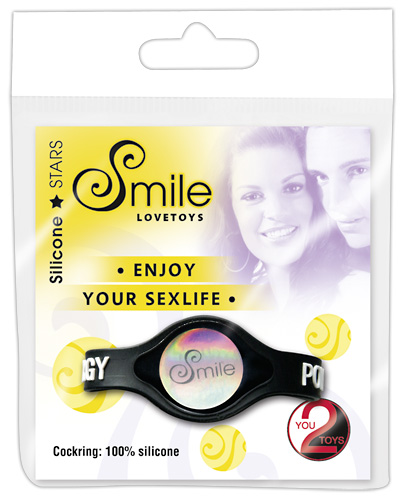 Silicone ★ STARS
Smile
LOVETOYS
• ENJOY
YOUR SEXLIFE •
GY
Smile
PO
YOU
2
TOYS
Cockring: 100% silicone